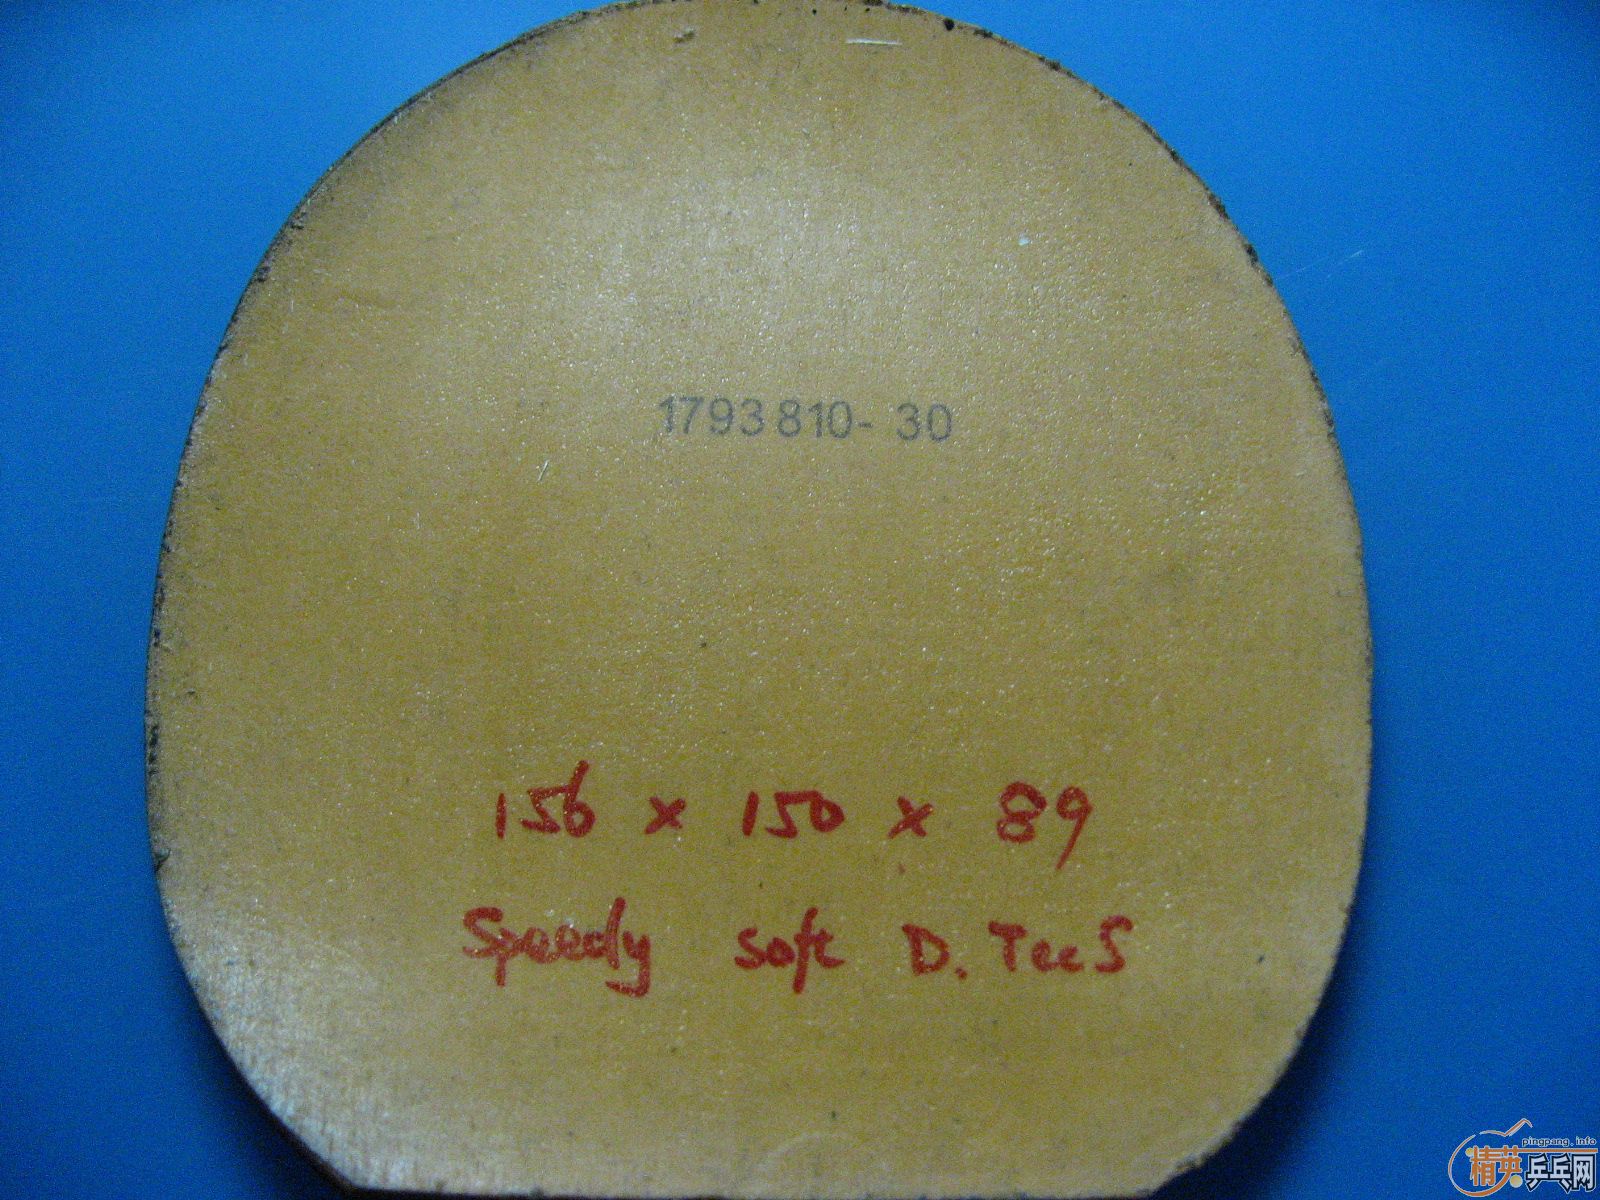 1793810- 30
156 x 150 x 89
Speedy soft D. TecS
pingpang.info
精英乒乓网